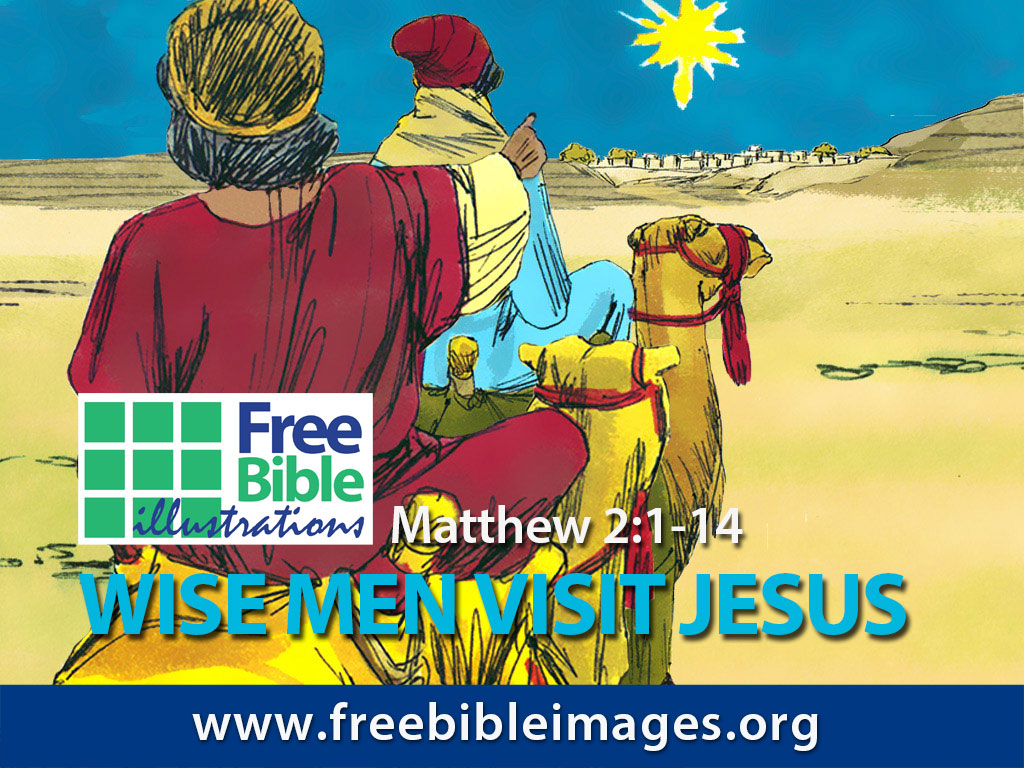 Free
Bible
illustrations
Matthew 2:1-14
WISE MEN VISIT JESUS
www.freebibleimages.org